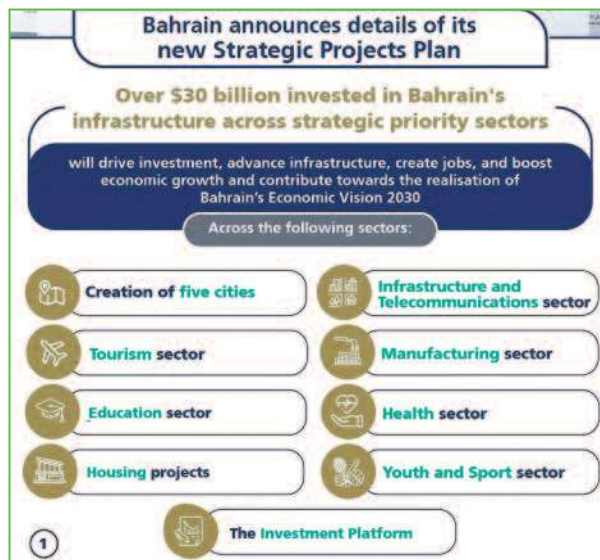 Bahrain announces details of its
new Strategic Projects Plan
Over $30 billion invested in Bahrain's
infrastructure across strategic priority sectors
will drive investment, advance infrastructure, create jobs, and boost
economic growth and contribute towards the realisation of
Bahrain's Economic Vision 2030
Across the following sectors:
Creation of five cities
Infrastructure and
Telecommunications sector
Tourism sector
Manufacturing sector
Education sector
Health sector
Housing projects
Youth and Sport sector
The Investment Platform
1